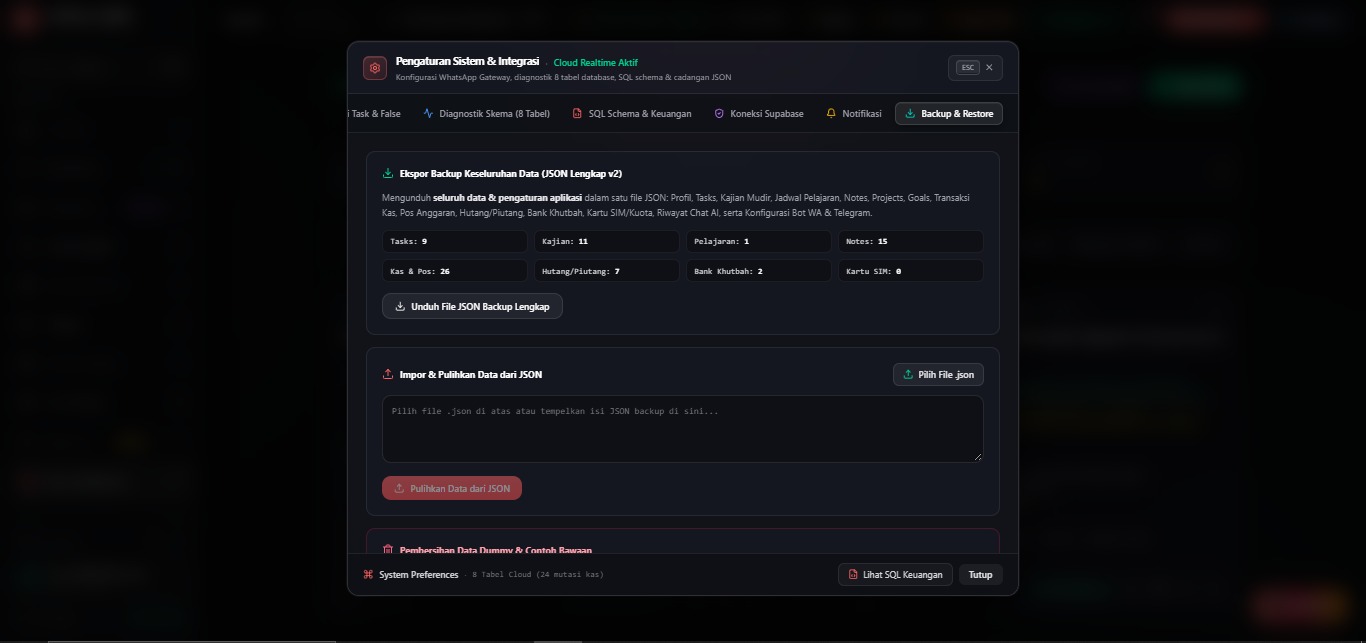 Pengaturan Sistem & Integrasi · Cloud Realtime Aktif
Konfigurasi WhatsApp Gateway, diagnostik 8 tabel database, SQL schema & cadangan JSON
ESC ✕
i Task & False Diagnostik Skema (8 Tabel) SQL Schema & Keuangan Koneksi Supabase Notifikasi Backup & Restore
Ekspor Backup Keseluruhan Data (JSON Lengkap v2)
Mengunduh seluruh data & pengaturan aplikasi dalam satu file JSON: Profil, Tasks, Kajian Mudir, Jadwal Pelajaran, Notes, Projects, Goals, Transaksi
Kas, Pos Anggaran, Hutang/Piutang, Bank Khutbah, Kartu SIM/Kuota, Riwayat Chat AI, serta Konfigurasi Bot WA & Telegram.
Tasks: 9 Kajian: 11 Pelajaran: 1 Notes: 15
Kas & Pos: 26 Hutang/Piutang: 7 Bank Khutbah: 2 Kartu SIM: 0
Unduh File JSON Backup Lengkap
Impor & Pulihkan Data dari JSON Pilih File .json
Pilih file .json di atas atau tempelkan isi JSON backup di sini...
Pulihkan Data dari JSON
Pembersihan Data Dummy & Contoh Bawaan
System Preferences · 8 Tabel Cloud (24 mutasi kas) Lihat SQL Keuangan Tutup